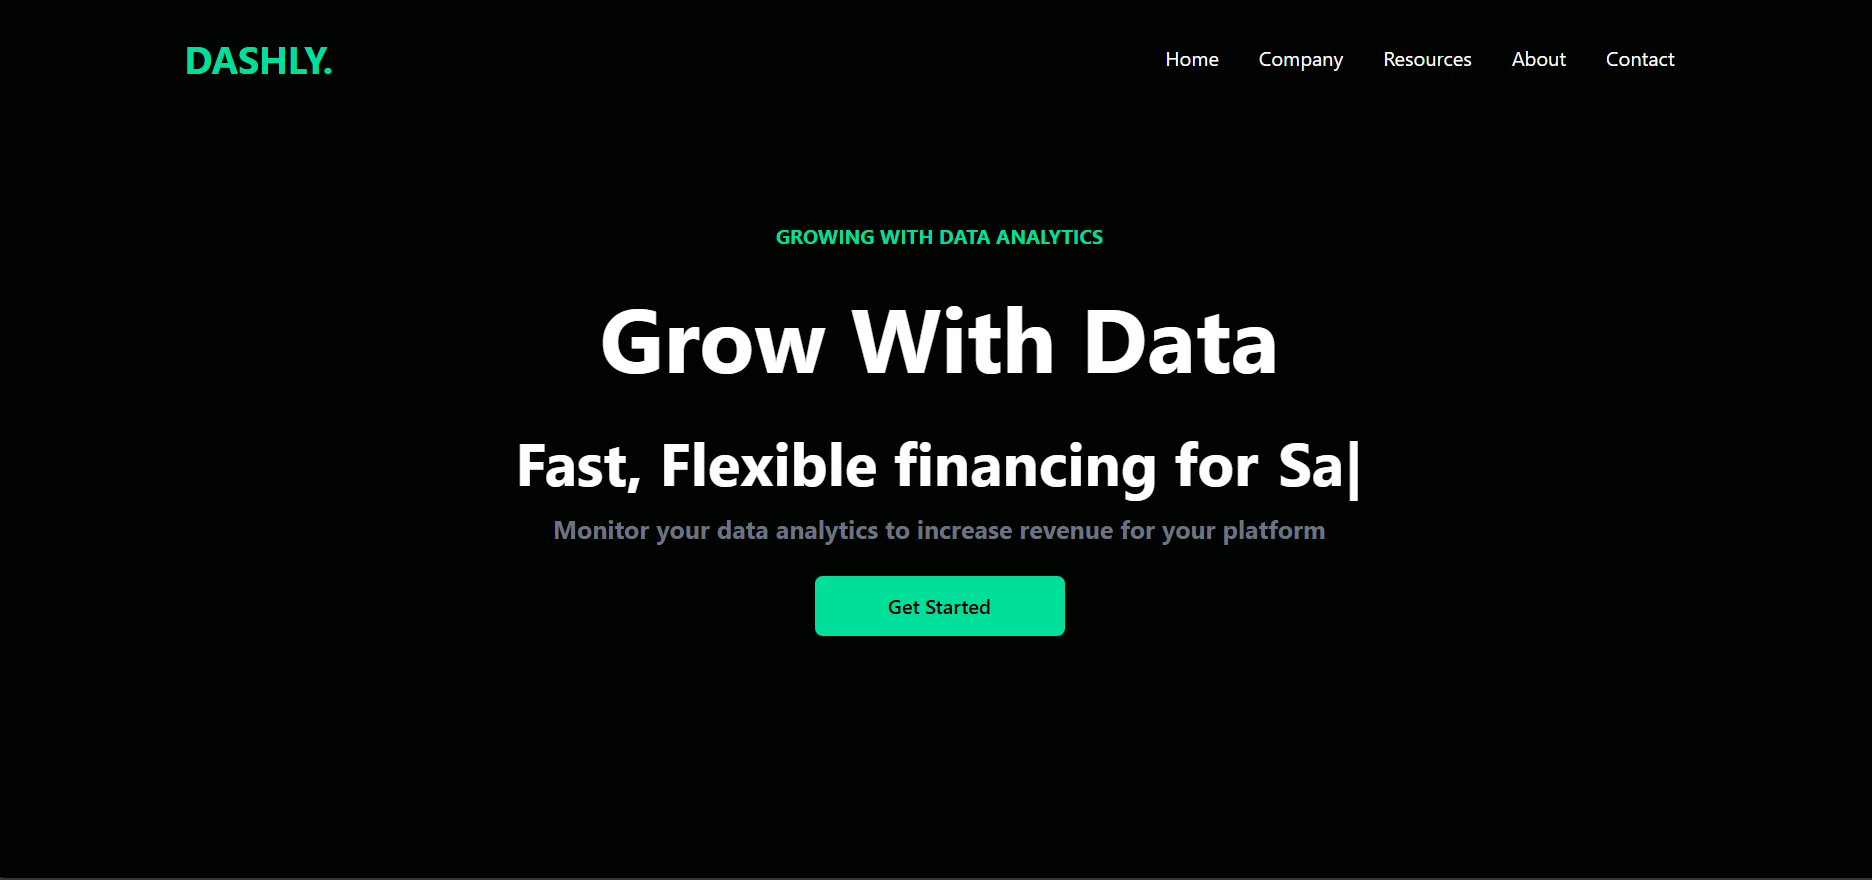 DASHLY.
Home Company Resources About Contact
GROWING WITH DATA ANALYTICS
Grow With Data
Fast, Flexible financing for Sa|
Monitor your data analytics to increase revenue for your platform
Get Started